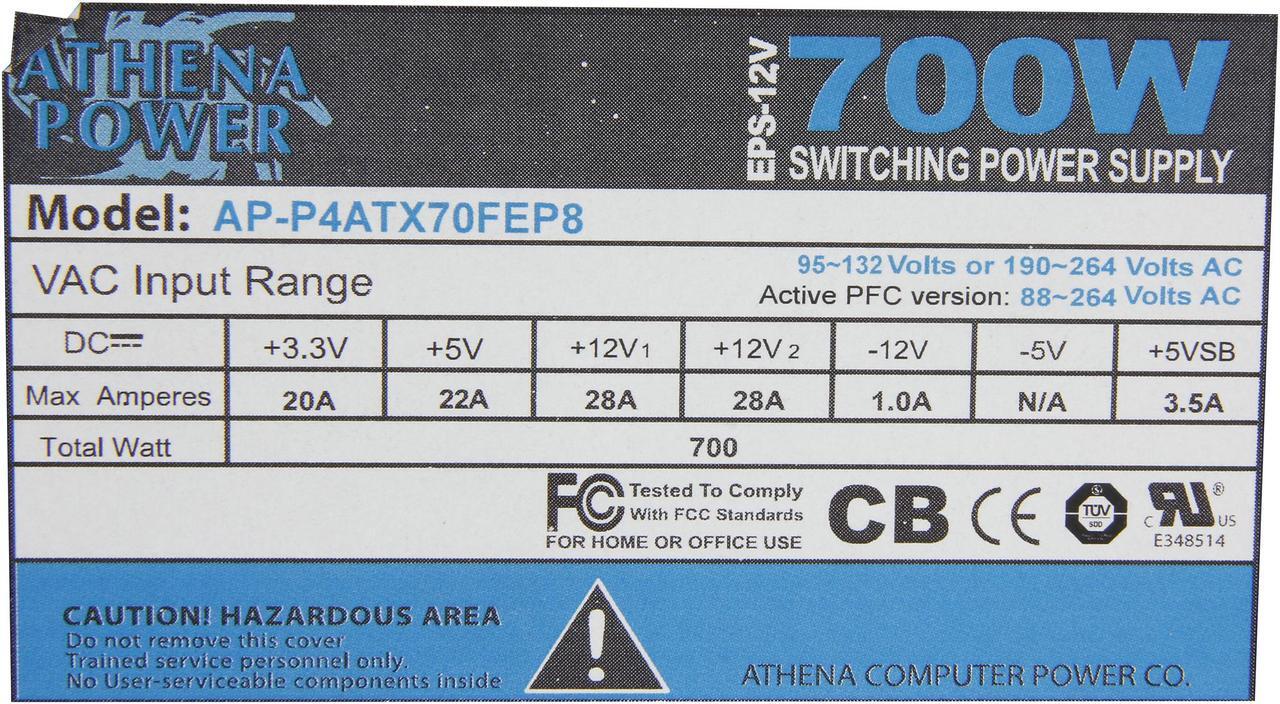 ATHENA
POWER
EPS-12V
700W
SWITCHING POWER SUPPLY
Model: AP-P4ATX70FEP8
VAC Input Range
95~132 Volts or 190~264 Volts AC
Active PFC version: 88~264 Volts AC
DC +3.3V +5V +12V1 +12V2 -12V -5V +5VSB
Max Amperes 20A 22A 28A 28A 1.0A N/A 3.5A
Total Watt 700
FC Tested To Comply
With FCC Standards
FOR HOME OR OFFICE USE
CB
CE
TÜV
SÜD
C RU ® US
E348514
CAUTION! HAZARDOUS AREA
Do not remove this cover
Trained service personnel only.
No User-serviceable components inside
!
ATHENA COMPUTER POWER CO.